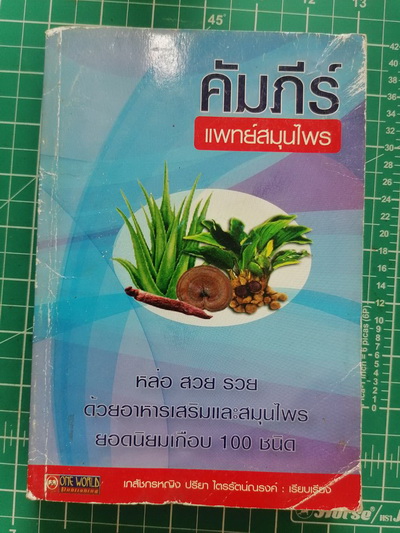 คัมภีร์
แพทย์สมุนไพร
หล่อ สวย รวย
ด้วยอาหารเสริมและสมุนไพร
ยอดนิยมเกือบ 100 ชนิด
ONE WORLD
เภสัชกรหญิง ปรียา ไตรรัตน์ณรงค์ : เรียบเรียง